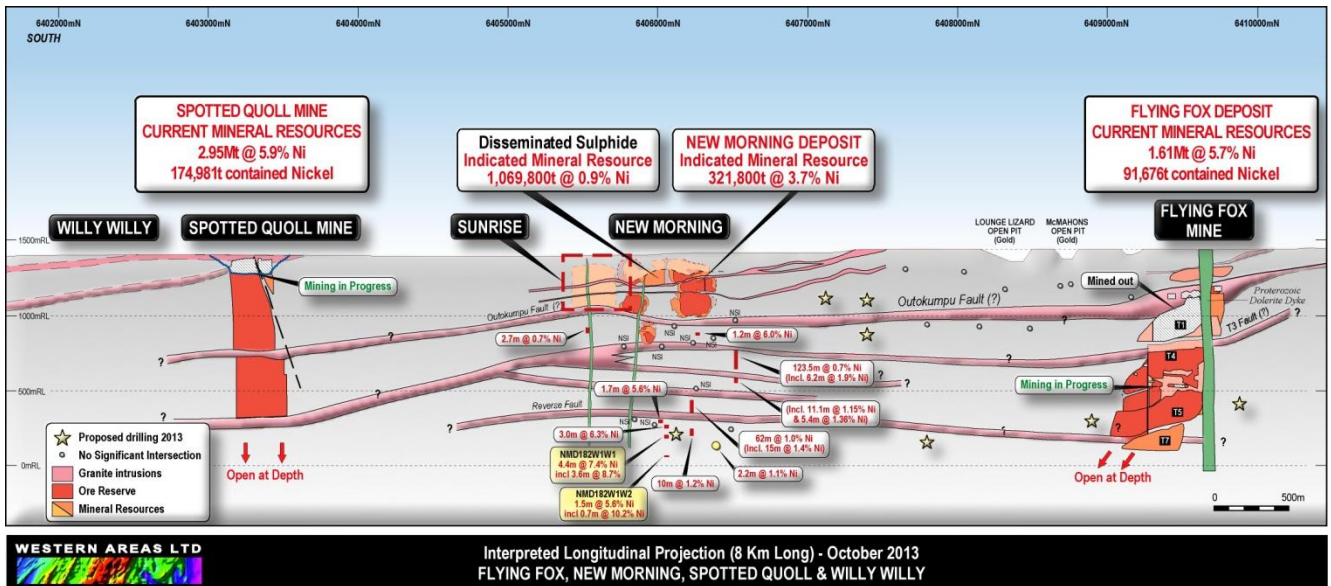 6402000mN
6403000mN
6404000mN
6405000mN
6406000mN
6407000mN
6408000mN
6409000mN
6410000mN
SOUTH
SPOTTED QUOLL MINE
CURRENT MINERAL RESOURCES
2.95Mt @ 5.9% Ni
174,981t contained Nickel
Disseminated Sulphide
Indicated Mineral Resource
1,069,800t @ 0.9% Ni
NEW MORNING DEPOSIT
Indicated Mineral Resource
321,800t @ 3.7% Ni
FLYING FOX DEPOSIT
CURRENT MINERAL RESOURCES
1.61Mt @ 5.7% Ni
91,676t contained Nickel
WILLY WILLY
SPOTTED QUOLL MINE
SUNRISE
NEW MORNING
LOUNGE LIZARD
OPEN PIT
(Gold)
McMAHONS
OPEN PIT
(Gold)
FLYING FOX
MINE
1500mRL
1000mRL
500mRL
0mRL
Mining in Progress
Outokumpu Fault (?)
Outokumpu Fault (?)
Mined out
Proterozoic
Dolerite Dyke
T3 Fault (?)
T1
T4
T5
T7
Mining in Progress
NSI
NSI
NSI
NSI
NSI
NSI
NSI
NSI
NSI
NSI
?
?
?
?
?
?
?
?
?
?
?
2.7m @ 0.7% Ni
1.2m @ 6.0% Ni
123.5m @ 0.7% Ni
(Incl. 6.2m @ 1.9% Ni)
1.7m @ 5.6% Ni
(Incl. 11.1m @ 1.15% Ni
& 5.4m @ 1.36% Ni)
Reverse Fault
3.0m @ 6.3% Ni
62m @ 1.0% Ni
(Incl. 15m @ 1.4% Ni)
NMD182W1W1
4.4m @ 7.4% Ni
incl 3.6m @ 8.7%
10m @ 1.2% Ni
2.2m @ 1.1% Ni
NMD182W1W2
1.5m @ 5.6% Ni
incl 0.7m @ 10.2% Ni
Open at Depth
Open at Depth
Proposed drilling 2013
No Significant Intersection
Granite intrusions
Ore Reserve
Mineral Resources
0 500m
WESTERN AREAS LTD
Interpreted Longitudinal Projection (8 Km Long) - October 2013
FLYING FOX, NEW MORNING, SPOTTED QUOLL & WILLY WILLY